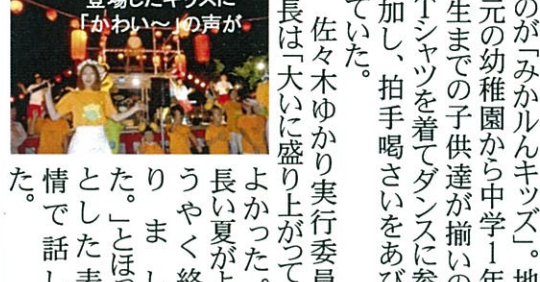 登場したキッズに
「かわい～」の声が
のが「みかルんキッズ」。地
元の幼稚園から中学1年
生までの子供達が揃いの
Tシャツを着てダンスに参
加し、拍手喝さいをあび
ていた。
佐々木ゆかり実行委員
長は「大いに盛り上がって
よかった。
長い夏がよ
うやく終
りまし
た。」とほっ
とした表
情で話し
た。